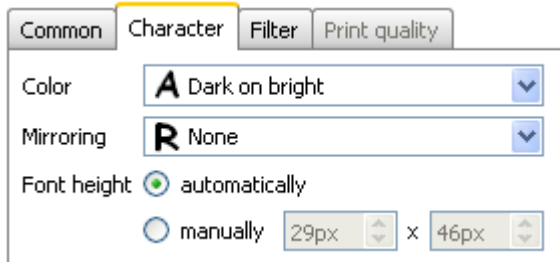 Common Character Filter Print quality
Color A Dark on bright
Mirroring R None
Font height automatically
manually 29px x 46px